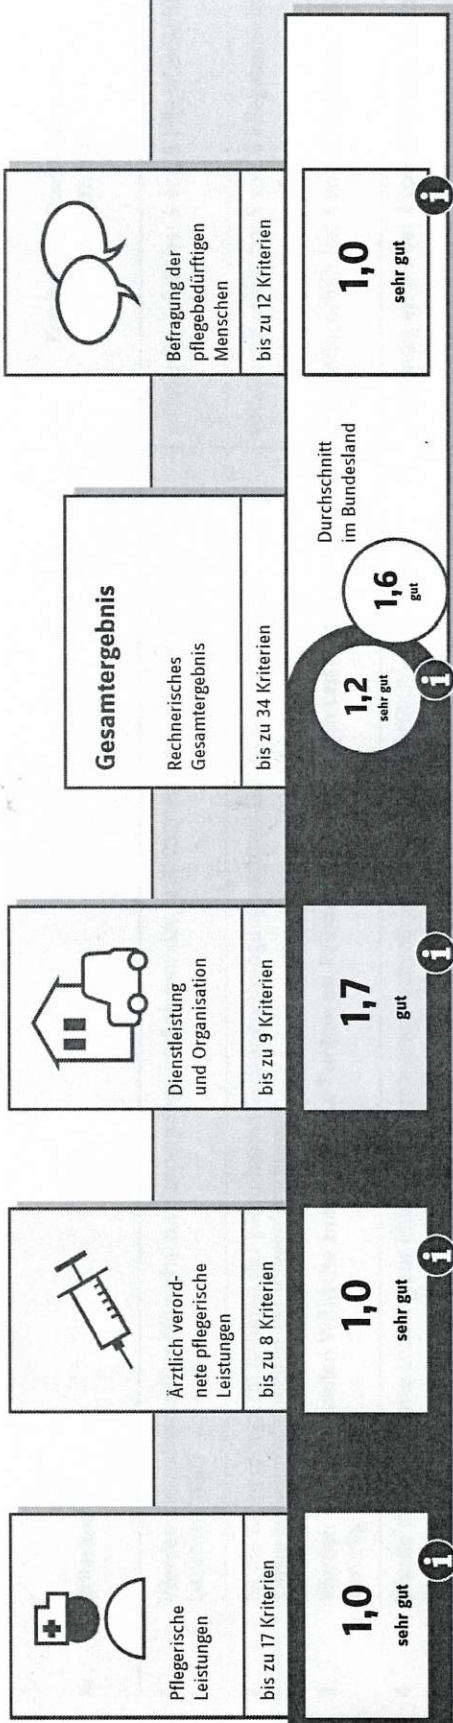 Pflegerische
Leistungen
bis zu 17 Kriterien
1,0
sehr gut
Ärztlich verord-
nete pflegerische
Leistungen
bis zu 8 Kriterien
1,0
sehr gut
Dienstleistung
und Organisation
bis zu 9 Kriterien
1,7
gut
Gesamtergebnis
Rechnerisches
Gesamtergebnis
bis zu 34 Kriterien
1,2
sehr gut
Durchschnitt
im Bundesland
1,6
gut
Befragung der
pflegebedürftigen
Menschen
bis zu 12 Kriterien
1,0
sehr gut